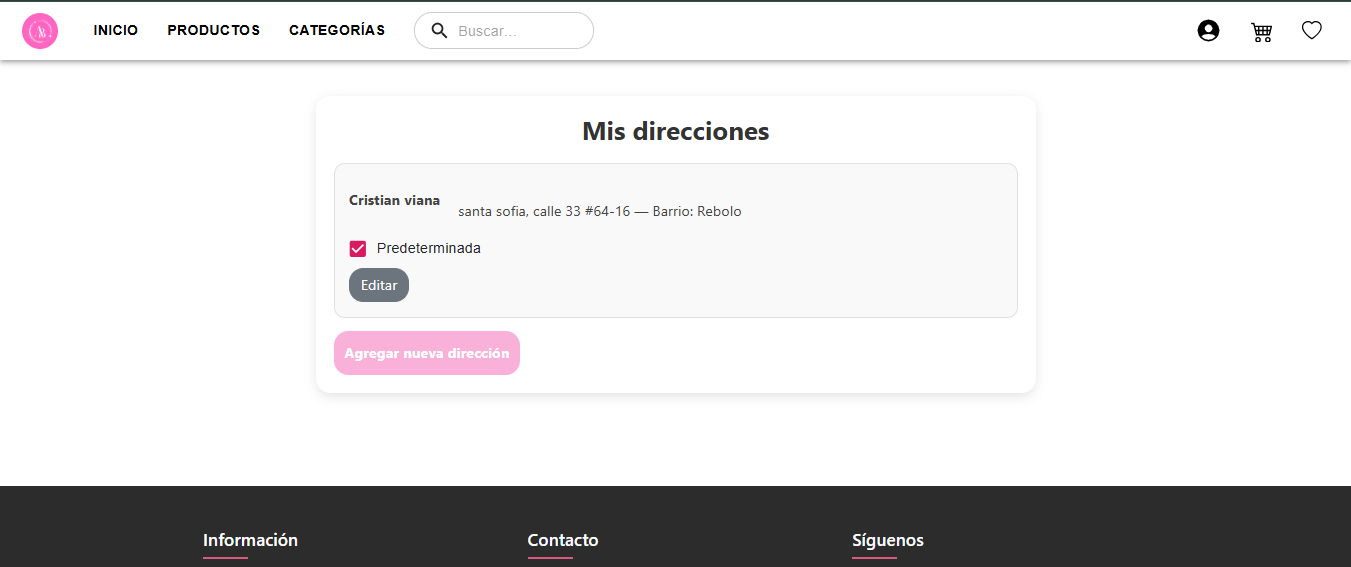 INICIO PRODUCTOS CATEGORÍAS Buscar...
Mis direcciones
Cristian viana
santa sofia, calle 33 #64-16 — Barrio: Rebolo
Predeterminada
Editar
Agregar nueva dirección
Información Contacto Síguenos